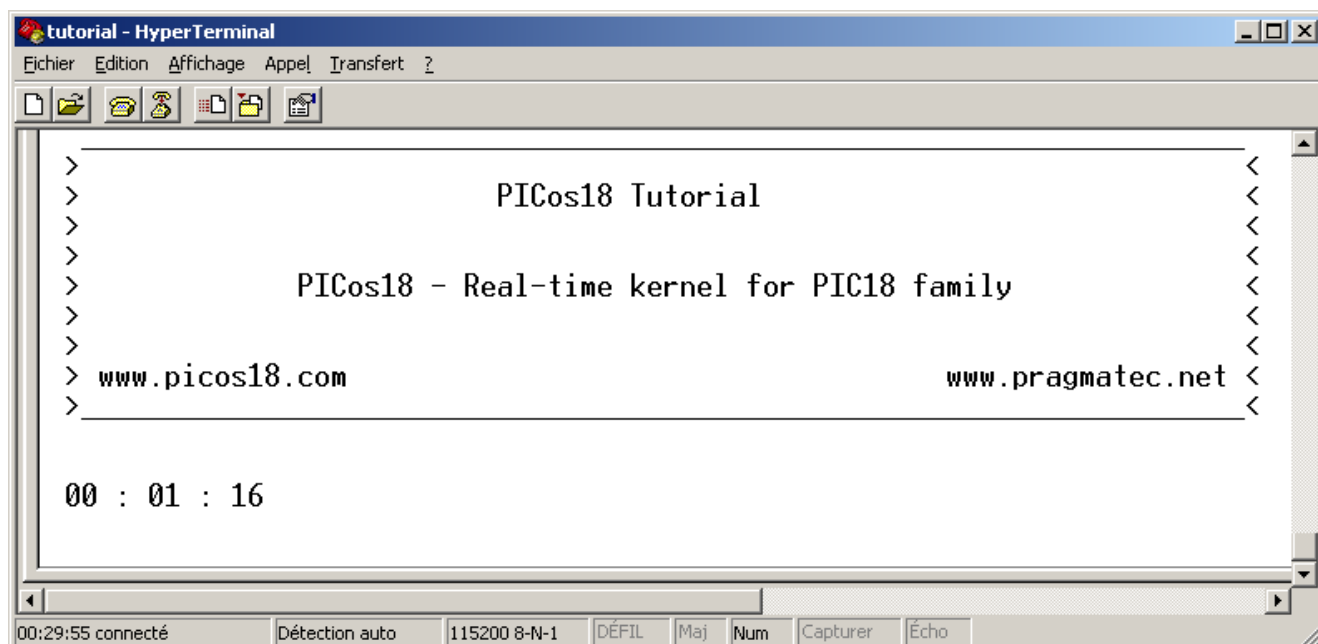 tutorial - HyperTerminal
Fichier Edition Affichage Appel Transfert ?
> <
> PICos18 Tutorial <
> <
> <
> PICos18 - Real-time kernel for PIC18 family <
> <
> <
> www.picos18.com www.pragmatec.net <
> <
00 : 01 : 16
00:29:55 connecté Détection auto 115200 8-N-1 DÉFIL Maj Num Capturer Écho